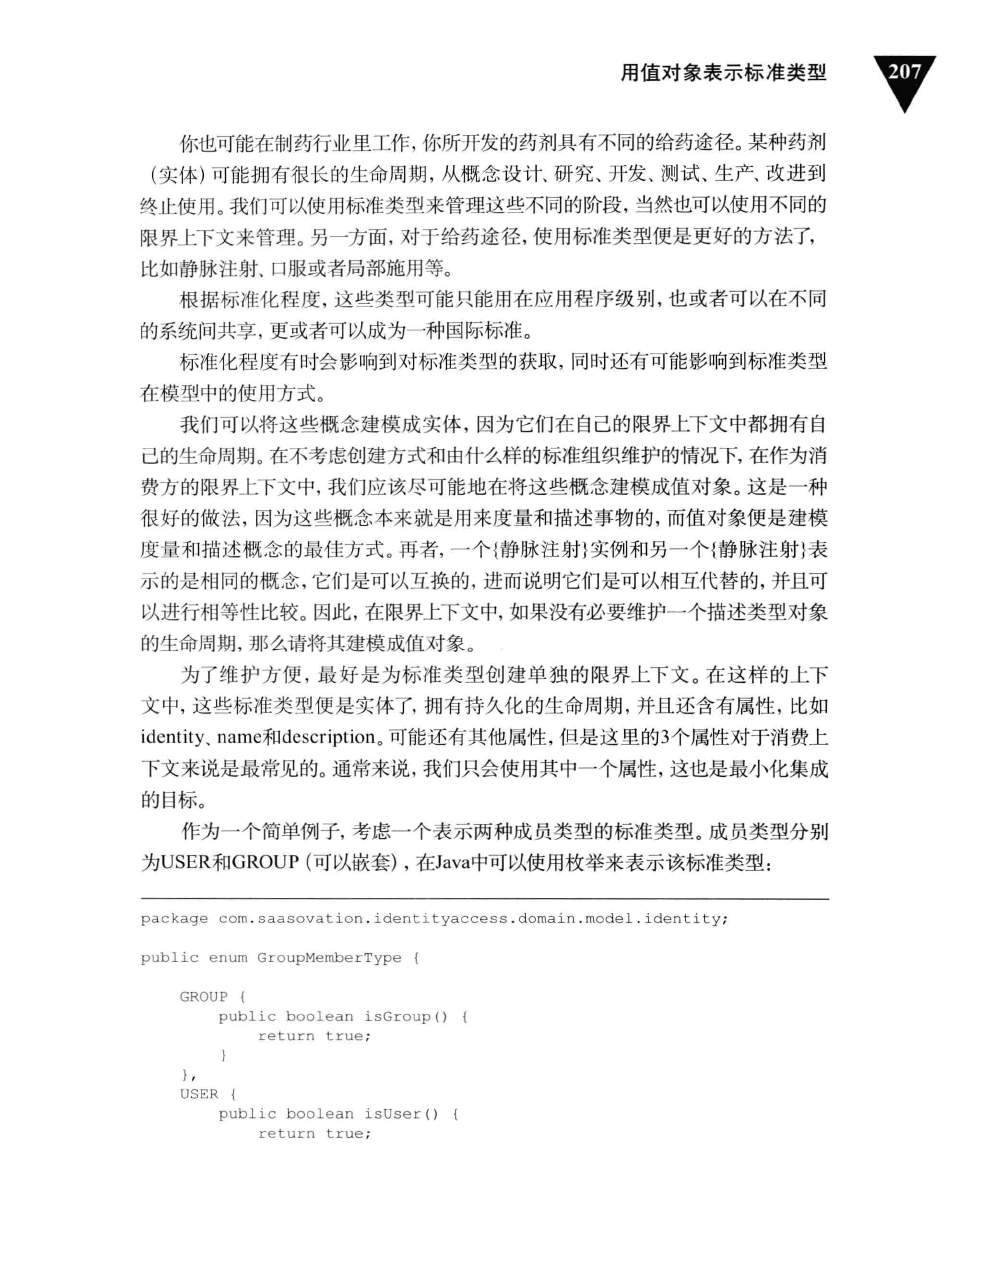 用值对象表示标准类型
207
你也可能在制药行业里工作，你所开发的药剂具有不同的给药途径。某种药剂
（实体）可能拥有很长的生命周期，从概念设计、研究、开发、测试、生产、改进到
终止使用。我们可以使用标准类型来管理这些不同的阶段，当然也可以使用不同的
限界上下文来管理。另一方面，对于给药途径，使用标准类型便是更好的方法了，
比如静脉注射、口服或者局部施用等。
根据标准化程度，这些类型可能只能用在应用程序级别，也或者可以在不同
的系统间共享，更或者可以成为一种国际标准。
标准化程度有时会影响到对标准类型的获取，同时还有可能影响到标准类型
在模型中的使用方式。
我们可以将这些概念建模成实体，因为它们在自己的限界上下文中都拥有自
己的生命周期。在不考虑创建方式和由什么样的标准组织维护的情况下，在作为消
费方的限界上下文中，我们应该尽可能地在将这些概念建模成值对象。这是一种
很好的做法，因为这些概念本来就是用来度量和描述事物的，而值对象便是建模
度量和描述概念的最佳方式。再者，一个{静脉注射}实例和另一个{静脉注射}表
示的是相同的概念，它们是可以互换的，进而说明它们是可以相互代替的，并且可
以进行相等性比较。因此，在限界上下文中，如果没有必要维护一个描述类型对象
的生命周期，那么请将其建模成值对象。
为了维护方便，最好是为标准类型创建单独的限界上下文。在这样的上下
文中，这些标准类型便是实体了，拥有持久化的生命周期，并且还含有属性，比如
identity、name和description。可能还有其他属性，但是这里的3个属性对于消费上
下文来说是最常见的。通常来说，我们只会使用其中一个属性，这也是最小化集成
的目标。
作为一个简单例子，考虑一个表示两种成员类型的标准类型。成员类型分别
为USER和GROUP（可以嵌套），在Java中可以使用枚举来表示该标准类型：
package com.saasovation.identityaccess.domain.model.identity;
public enum GroupMemberType {
GROUP {
public boolean isGroup() {
return true;
}
},
USER {
public boolean isUser() {
return true;